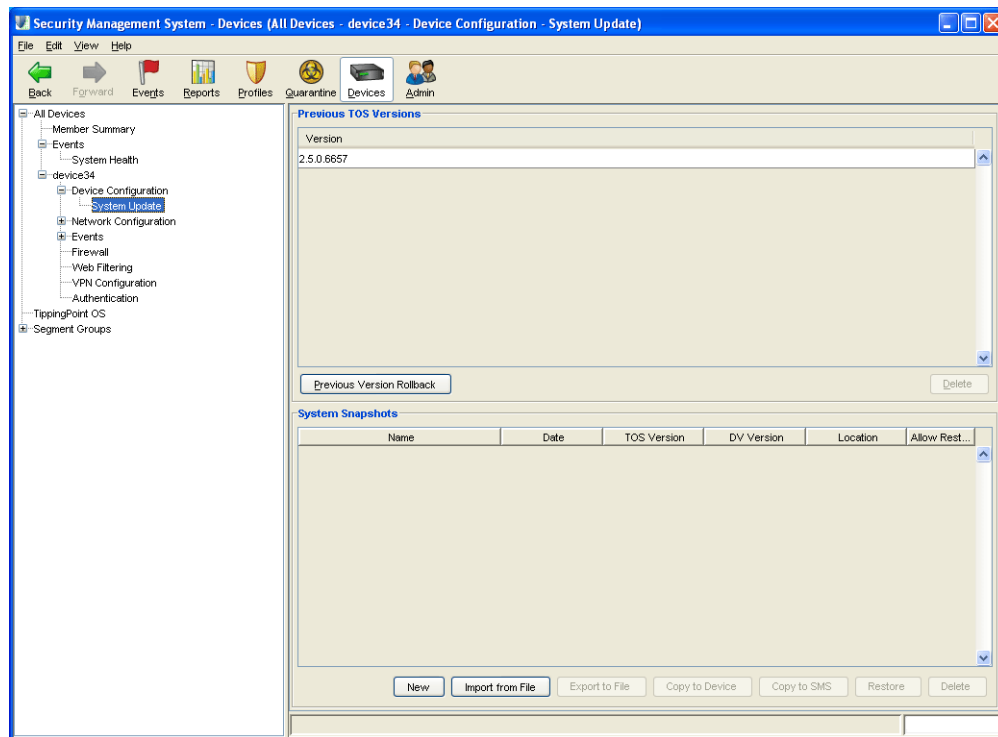 Security Management System - Devices (All Devices - device34 - Device Configuration - System Update)
File Edit View Help
Back Forward Events Reports Profiles Quarantine Devices Admin
All Devices
Member Summary
Events
System Health
device34
Device Configuration
System Update
Network Configuration
Events
Firewall
Web Filtering
VPN Configuration
Authentication
TippingPoint OS
Segment Groups
Previous TOS Versions
Version
2.5.0.6657
Previous Version Rollback Delete
System Snapshots
Name Date TOS Version DV Version Location Allow Rest...
New Import from File Export to File Copy to Device Copy to SMS Restore Delete